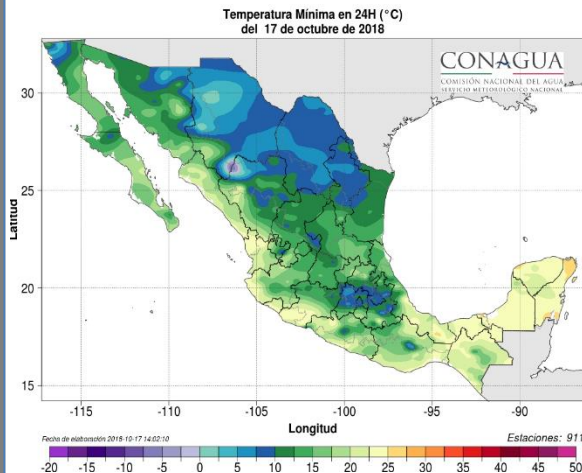 Temperatura Mínima en 24H (°C)
del 17 de octubre de 2018
CONAGUA
COMISIÓN NACIONAL DEL AGUA
SERVICIO METEOROLÓGICO NACIONAL
Latitud
30
25
20
15
-115 -110 -105 -100 -95 -90
Longitud
Fecha de elaboración 2018-10-17 14:02:10
Estaciones: 911
-20 -15 -10 -5 0 5 10 15 20 25 30 35 40 45